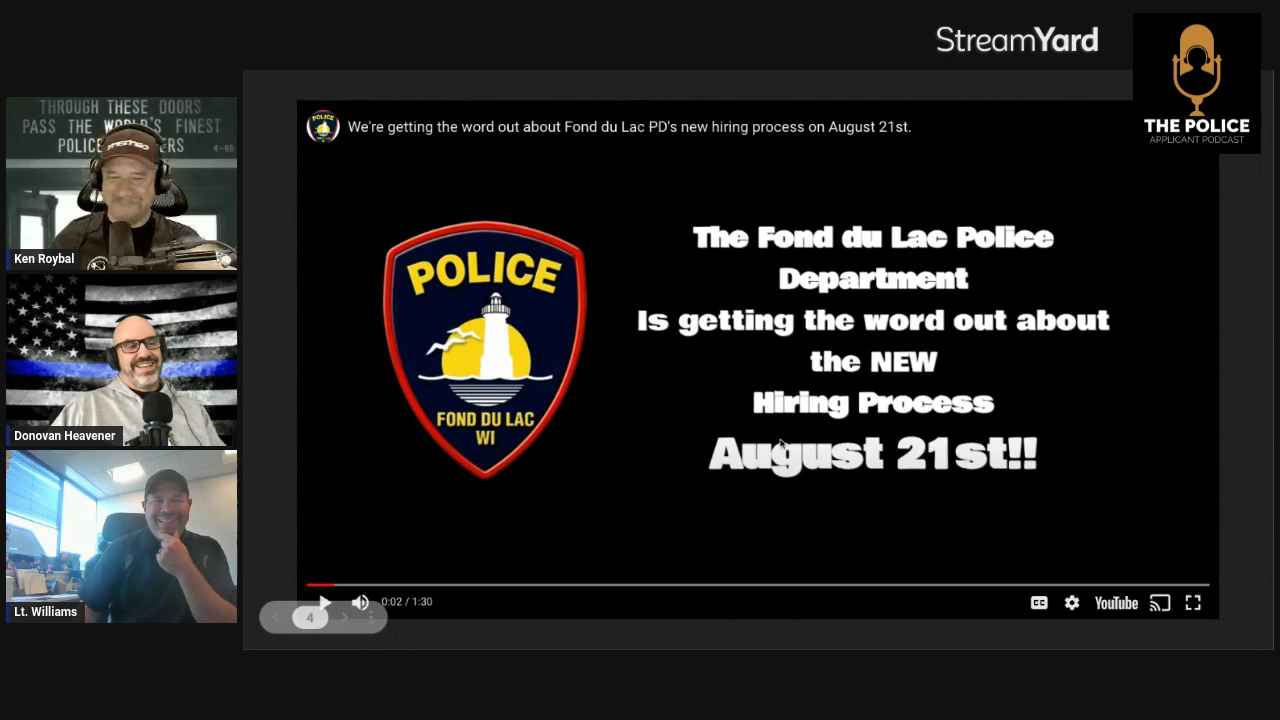 StreamYard
THE POLICE
APPLICANT PODCAST
THROUGH THESE DOORS
PASS THE WORLD'S FINEST
4-88
Ken Roybal
Donovan Heavener
Lt. Williams
POLICE
We're getting the word out about Fond du Lac PD's new hiring process on August 21st.
POLICE
FOND DU LAC
WI
The Fond du Lac Police
Department
Is getting the word out about
the NEW
Hiring Process
August 21st!!
0:02 / 1:30
CC
YouTube
4